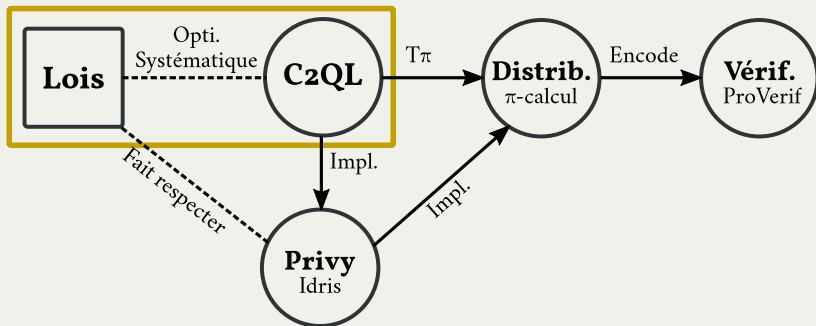 Opti.
Systématique
Lois
C2QL
Tπ
Distrib.
π-calcul
Encode
Vérif.
ProVerif
Fait respecter
Impl.
Impl.
Privy
Idris